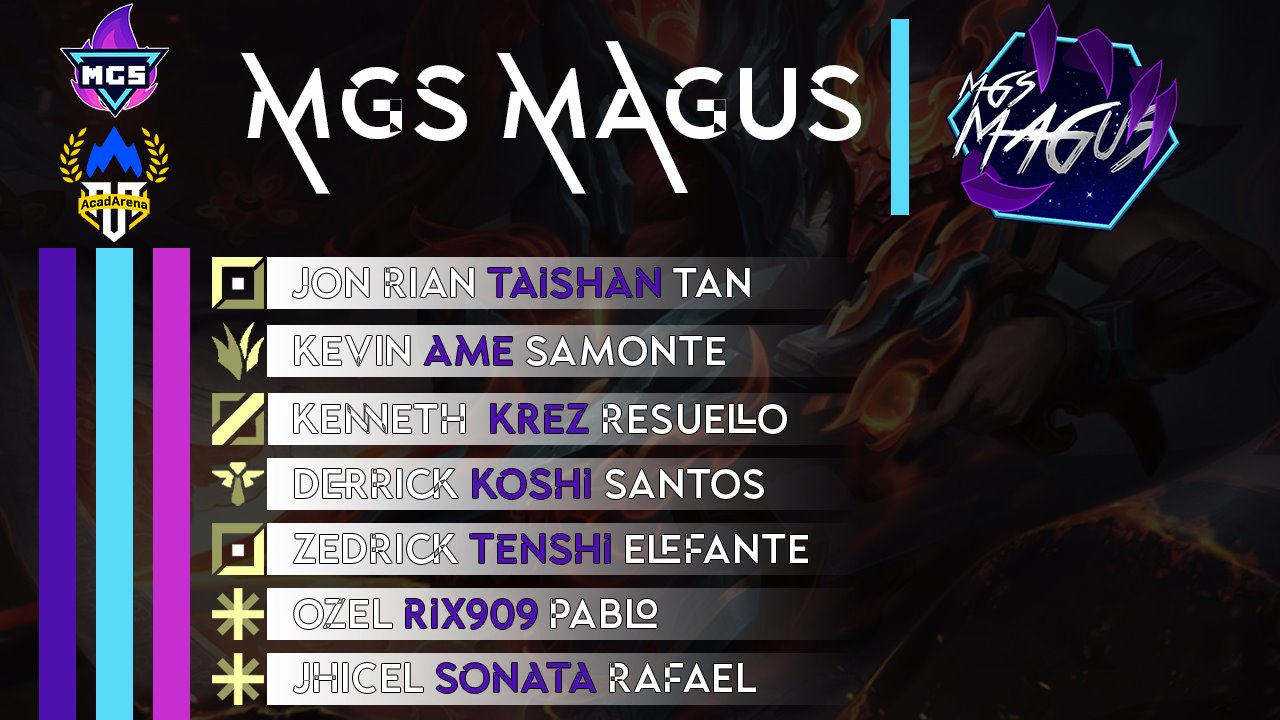 MGS
AcadArena
MGS MAGUS
MGS
MAGUS
JON RIAN TAiSHAN TAN
KEVIN AME SAMONTE
KENNETH KREZ RESUELLO
DERRICK KOSHi SANTOS
ZEDRICK TENSHi ELEFANTE
OZEL RiX909 PABLO
JHICEL SONATA RAFAEL